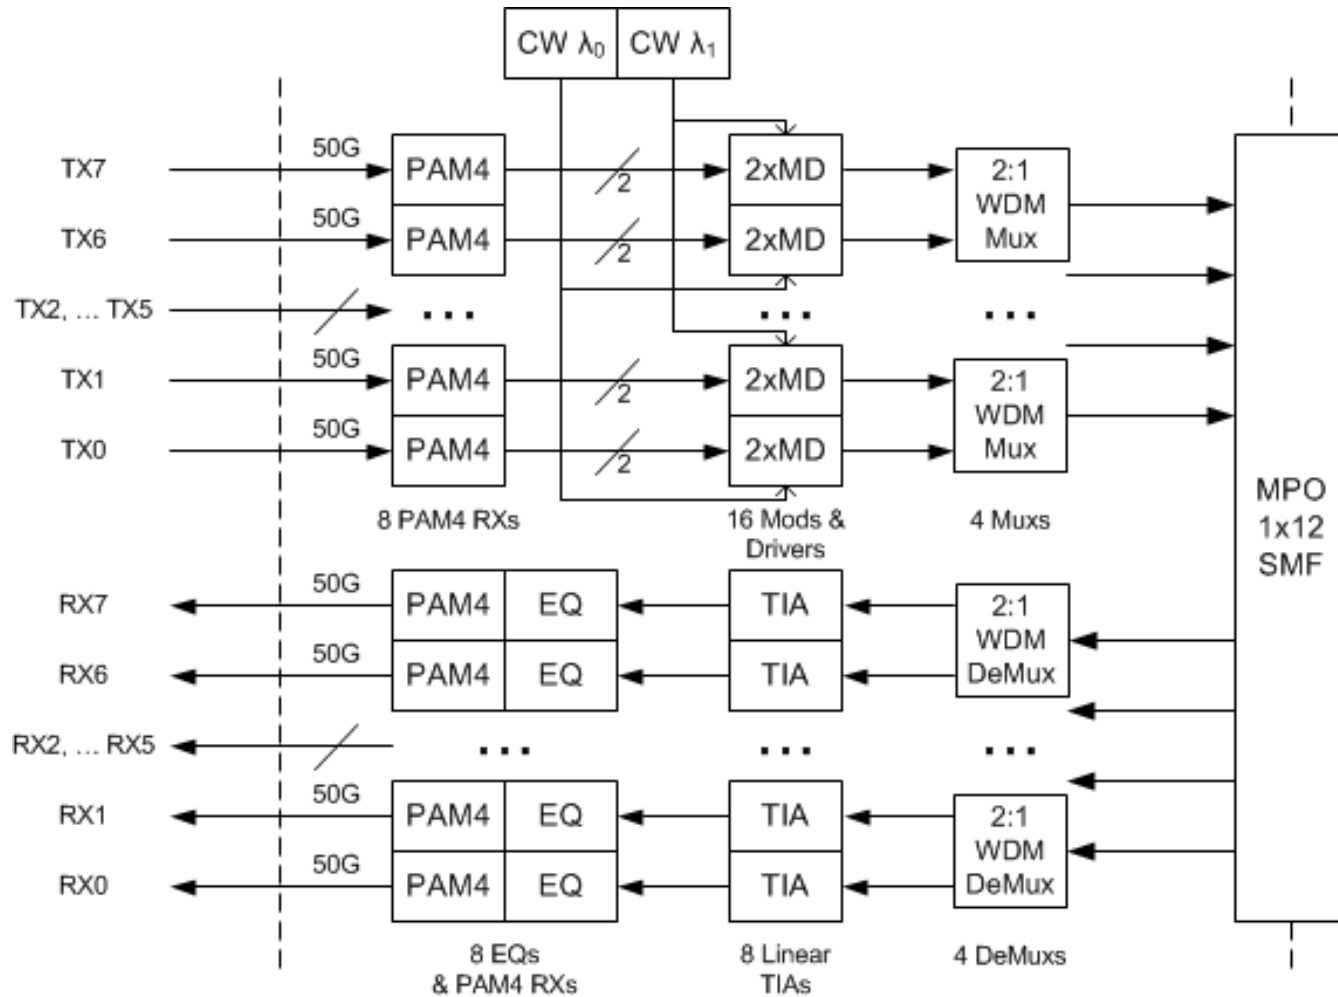 CW λ0 CW λ1
TX7 50G PAM4 2 2xMD 2:1
WDM
Mux
TX6 50G PAM4 2 2xMD
TX2, ... TX5 ... ... ...
TX1 50G PAM4 2 2xMD 2:1
WDM
Mux
TX0 50G PAM4 2 2xMD
8 PAM4 RXs 16 Mods &
Drivers
4 Muxs
MPO
1x12
SMF
RX7 50G PAM4 EQ TIA 2:1
WDM
DeMux
RX6 50G PAM4 EQ TIA
RX2, ... RX5 ... ... ...
RX1 50G PAM4 EQ TIA 2:1
WDM
DeMux
RX0 50G PAM4 EQ TIA
8 EQs
& PAM4 RXs
8 Linear
TIAs
4 DeMuxs